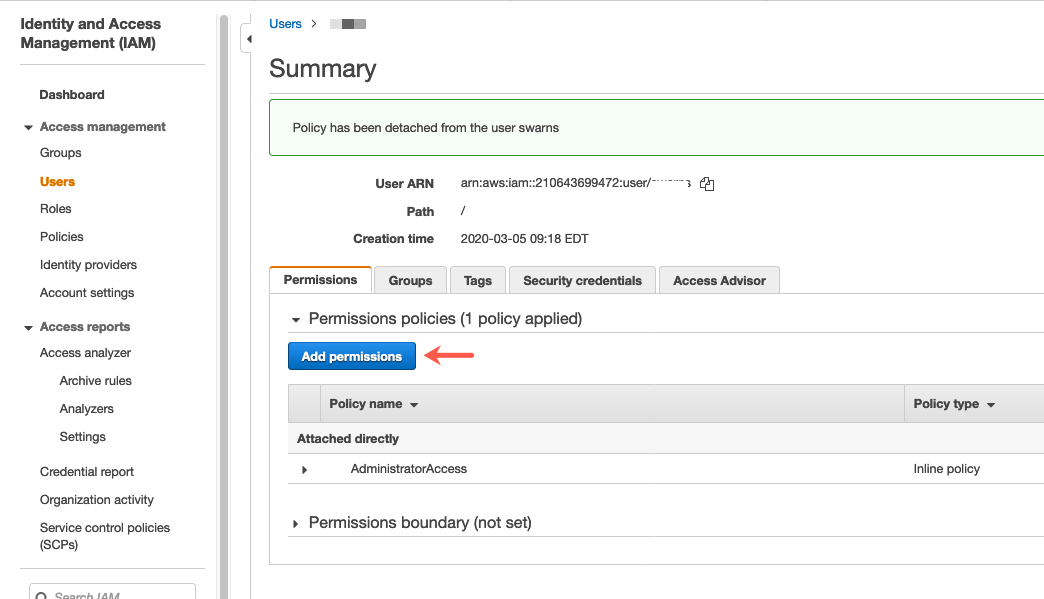 Identity and Access
Management (IAM)
Dashboard
Access management
Groups
Users
Roles
Policies
Identity providers
Account settings
Access reports
Access analyzer
Archive rules
Analyzers
Settings
Credential report
Organization activity
Service control policies
(SCPs)
Search IAM
Users
Summary
Policy has been detached from the user swarns
User ARN arn:aws:iam::210643699472:user/
Path /
Creation time 2020-03-05 09:18 EDT
Permissions Groups Tags Security credentials Access Advisor
Permissions policies (1 policy applied)
Add permissions
Policy name Policy type
Attached directly
AdministratorAccess Inline policy
Permissions boundary (not set)